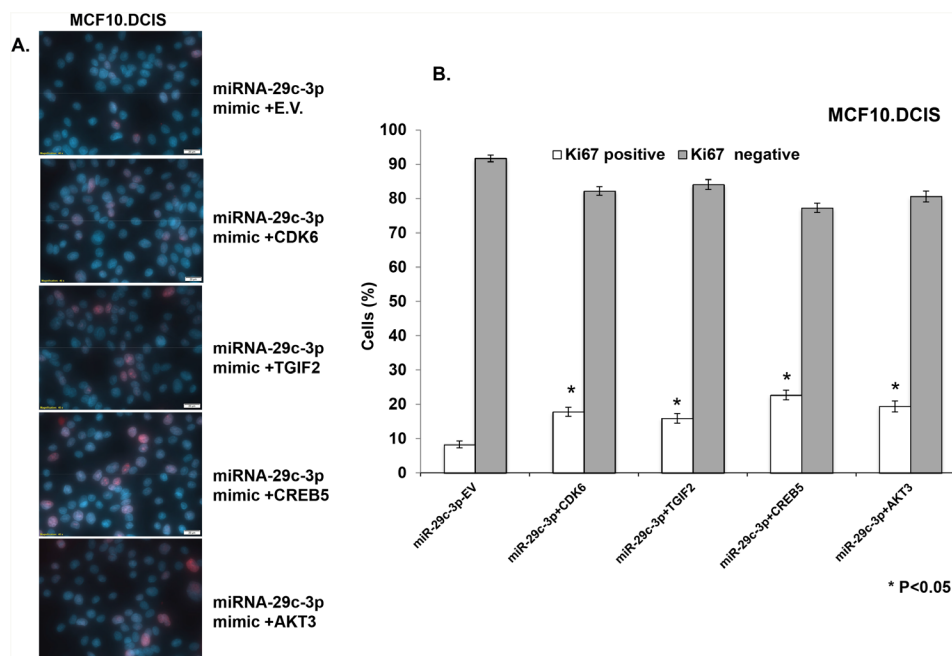 MCF10.DCIS
A.
miRNA-29c-3p
mimic +E.V.
miRNA-29c-3p
mimic +CDK6
miRNA-29c-3p
mimic +TGIF2
miRNA-29c-3p
mimic +CREB5
miRNA-29c-3p
mimic +AKT3
B.
MCF10.DCIS
Ki67 positive
Ki67 negative
Cells (%)
100
90
80
70
60
50
40
30
20
10
0
*
*
*
*
miR-29c-3p-EV
miR-29c-3p+CDK6
miR-29c-3p+TGIF2
miR-29c-3p+CREB5
miR-29c-3p+AKT3
* P<0.05